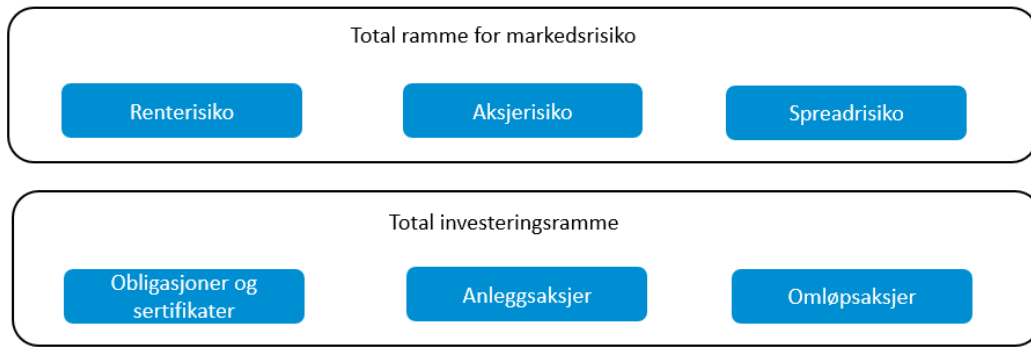 Total ramme for markedsrisiko
Renterisiko
Aksjerisiko
Spreadrisiko
Total investeringsramme
Obligasjoner og
sertifikater
Anleggsaksjer
Omløpsaksjer